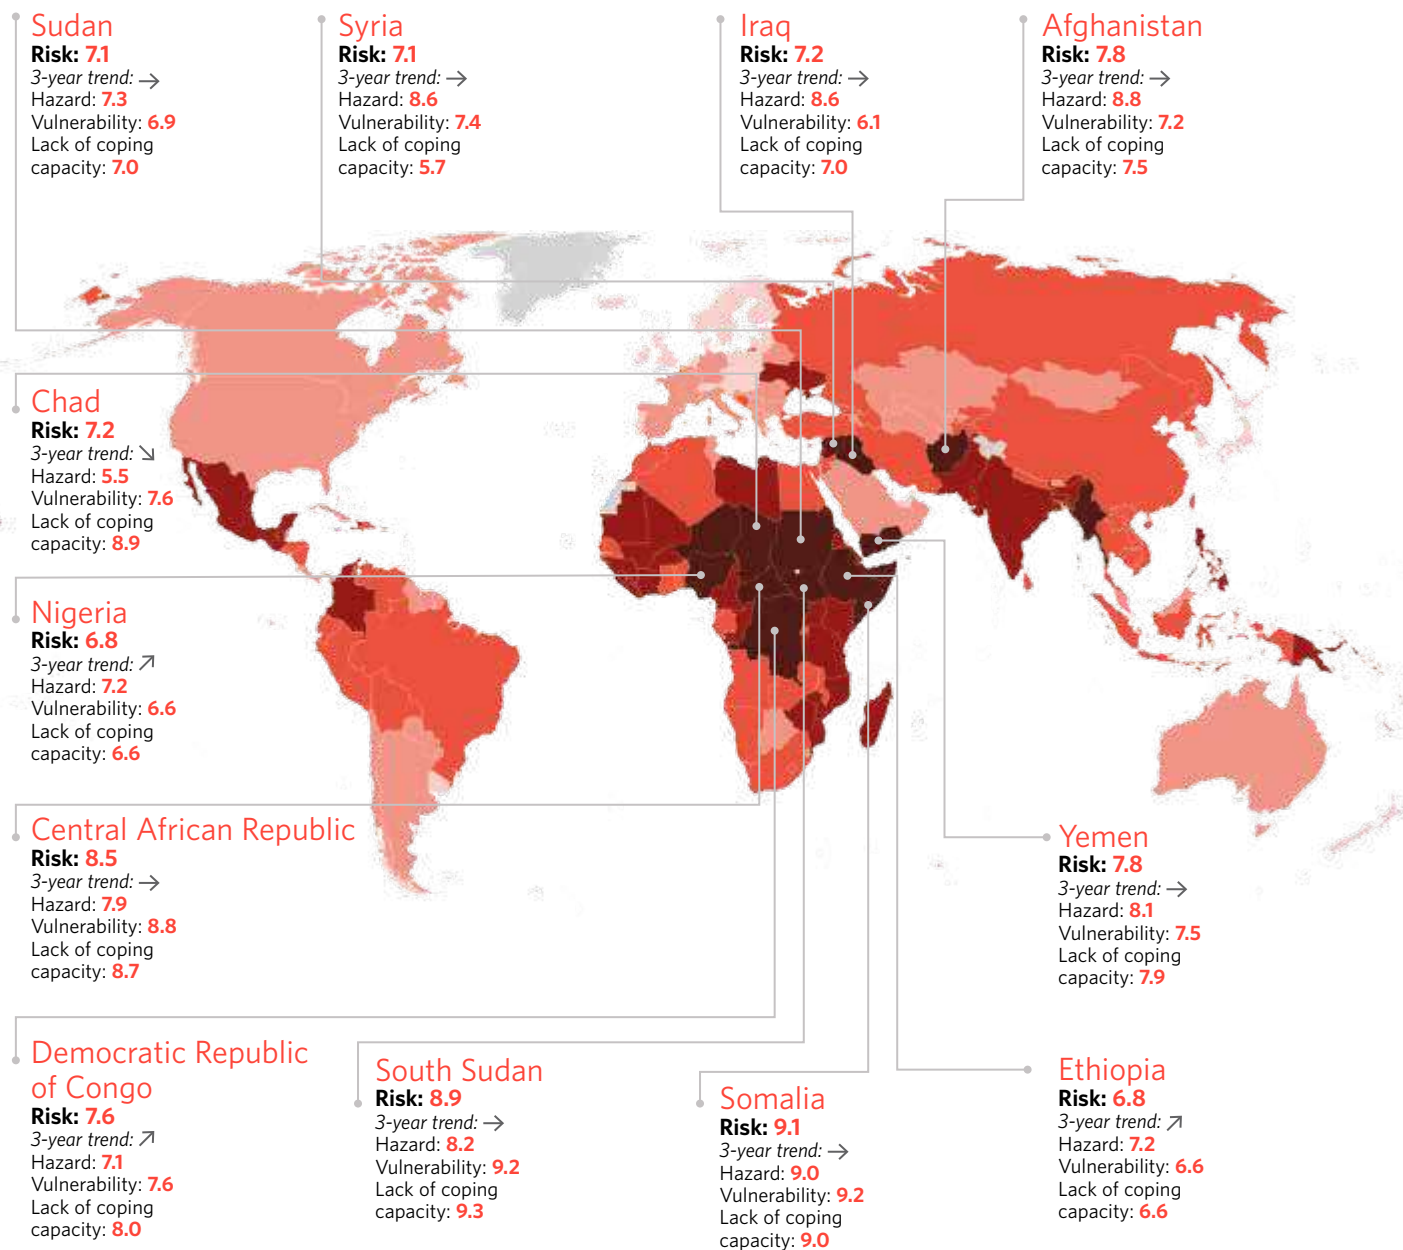 Sudan
Risk: 7.1
3-year trend: →
Hazard: 7.3
Vulnerability: 6.9
Lack of coping
capacity: 7.0
Syria
Risk: 7.1
3-year trend: →
Hazard: 8.6
Vulnerability: 7.4
Lack of coping
capacity: 5.7
Iraq
Risk: 7.2
3-year trend: →
Hazard: 8.6
Vulnerability: 6.1
Lack of coping
capacity: 7.0
Afghanistan
Risk: 7.8
3-year trend: →
Hazard: 8.8
Vulnerability: 7.2
Lack of coping
capacity: 7.5
Chad
Risk: 7.2
3-year trend: ↘
Hazard: 5.5
Vulnerability: 7.6
Lack of coping
capacity: 8.9
Nigeria
Risk: 6.8
3-year trend: ↗
Hazard: 7.2
Vulnerability: 6.6
Lack of coping
capacity: 6.6
Central African Republic
Risk: 8.5
3-year trend: →
Hazard: 7.9
Vulnerability: 8.8
Lack of coping
capacity: 8.7
Yemen
Risk: 7.8
3-year trend: →
Hazard: 8.1
Vulnerability: 7.5
Lack of coping
capacity: 7.9
Democratic Republic
of Congo
Risk: 7.6
3-year trend: ↗
Hazard: 7.1
Vulnerability: 7.6
Lack of coping
capacity: 8.0
South Sudan
Risk: 8.9
3-year trend: →
Hazard: 8.2
Vulnerability: 9.2
Lack of coping
capacity: 9.3
Somalia
Risk: 9.1
3-year trend: →
Hazard: 9.0
Vulnerability: 9.2
Lack of coping
capacity: 9.0
Ethiopia
Risk: 6.8
3-year trend: ↗
Hazard: 7.2
Vulnerability: 6.6
Lack of coping
capacity: 6.6